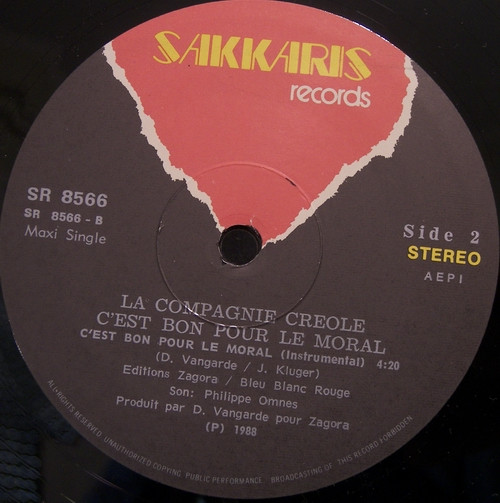 SAKKARIS
records
SR 8566
SR 8566 - B
Maxi Single
Side 2
STEREO
AEPI
LA COMPAGNIE CREOLE
C'EST BON POUR LE MORAL
C'EST BON POUR LE MORAL (Instrumental) 4:20
(D. Vangarde / J. Kluger)
Editions Zagora / Bleu Blanc Rouge
Son: Philippe Omnes
Produit par D. Vangarde pour Zagora
(P) 1988
ALL RIGHTS RESERVED. UNAUTHORIZED COPYING PUBLIC PERFORMANCE. BROADCASTING OF THIS RECORD FORBIDDEN